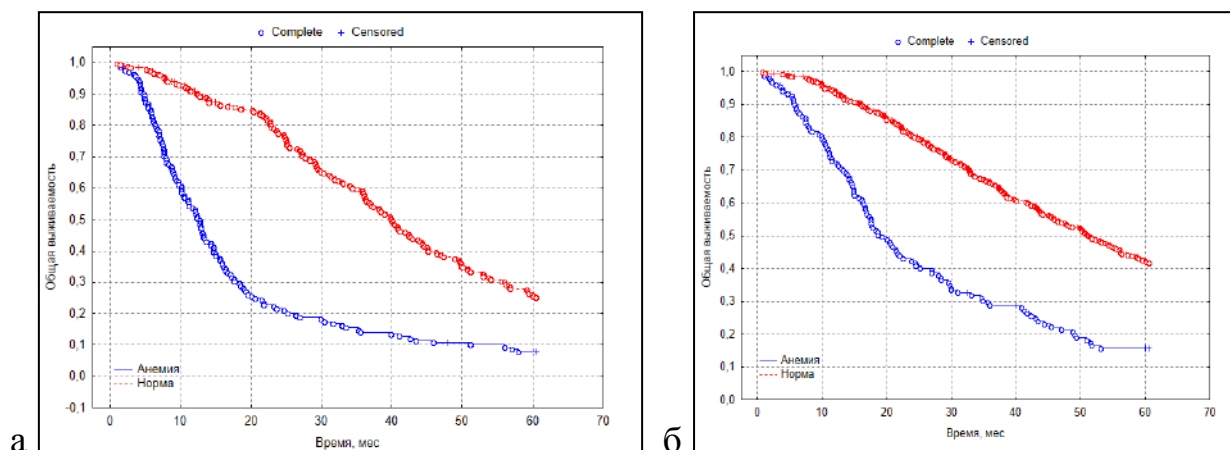 ○ Complete + Censored
1,0
0,9
0,8
0,7
0,6
0,5
0,4
0,3
0,2
0,1
0,0
-0,1
Общая выживаемость
Анемия
Норма
0 10 20 30 40 50 60 70
Время, мес
а
○ Complete + Censored
1,0
0,9
0,8
0,7
0,6
0,5
0,4
0,3
0,2
0,1
0,0
Общая выживаемость
Анемия
Норма
0 10 20 30 40 50 60 70
Время, мес
б